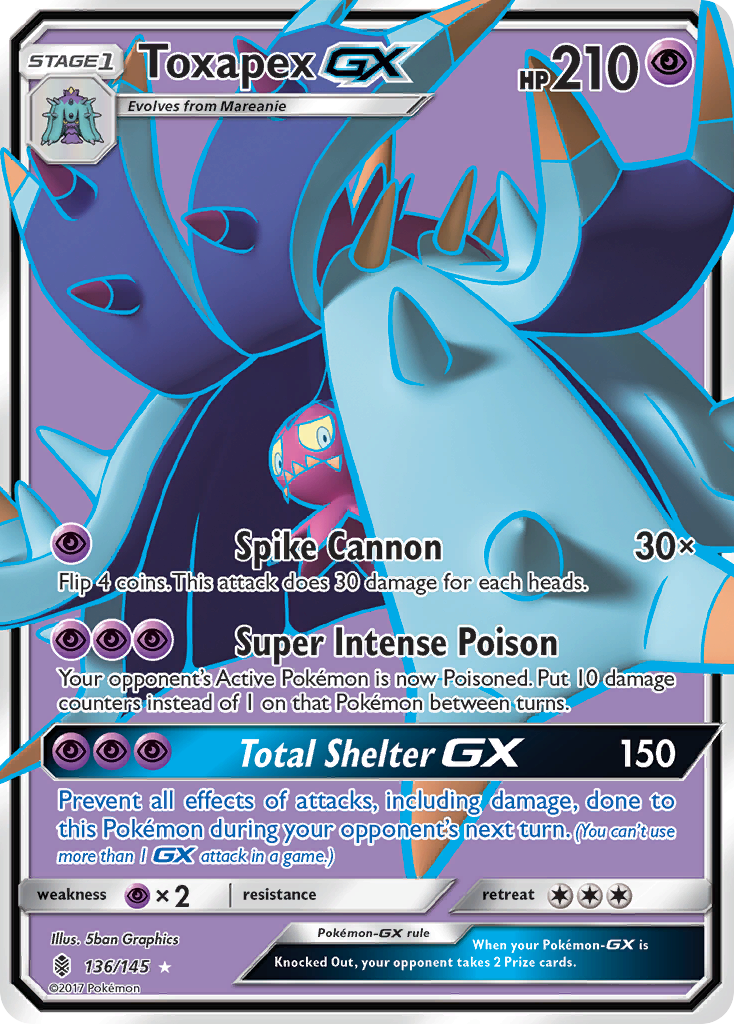 STAGE1
Toxapex GX
HP210
Evolves from Mareanie
Spike Cannon 30×
Flip 4 coins. This attack does 30 damage for each heads.
Super Intense Poison
Your opponent's Active Pokémon is now Poisoned. Put 10 damage
counters instead of 1 on that Pokémon between turns.
Total Shelter GX 150
Prevent all effects of attacks, including damage, done to
this Pokémon during your opponent's next turn. (You can't use
more than 1 GX attack in a game.)
weakness ×2 resistance retreat
Illus. 5ban Graphics
136/145
©2017 Pokémon
Pokémon-GX rule
When your Pokémon-GX is
Knocked Out, your opponent takes 2 Prize cards.